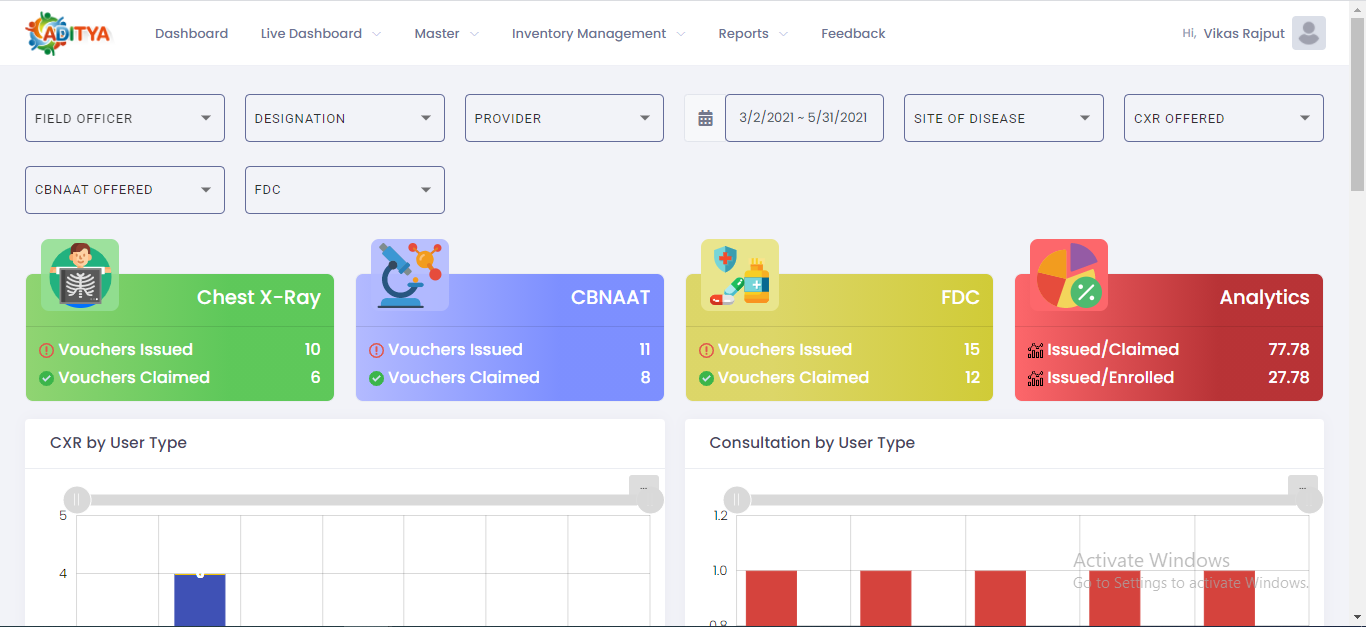 ADITYA
Dashboard Live Dashboard Master Inventory Management Reports Feedback Hi, Vikas Rajput
FIELD OFFICER DESIGNATION PROVIDER 3/2/2021 ~ 5/31/2021 SITE OF DISEASE CXR OFFERED
CBNAAT OFFERED FDC
Chest X-Ray
Vouchers Issued 10
Vouchers Claimed 6
CBNAAT
Vouchers Issued 11
Vouchers Claimed 8
FDC
Vouchers Issued 15
Vouchers Claimed 12
Analytics
Issued/Claimed 77.78
Issued/Enrolled 27.78
CXR by User Type
...
5
4
Consultation by User Type
...
1.2
1.0
0.8
Activate Windows
Go to Settings to activate Windows.